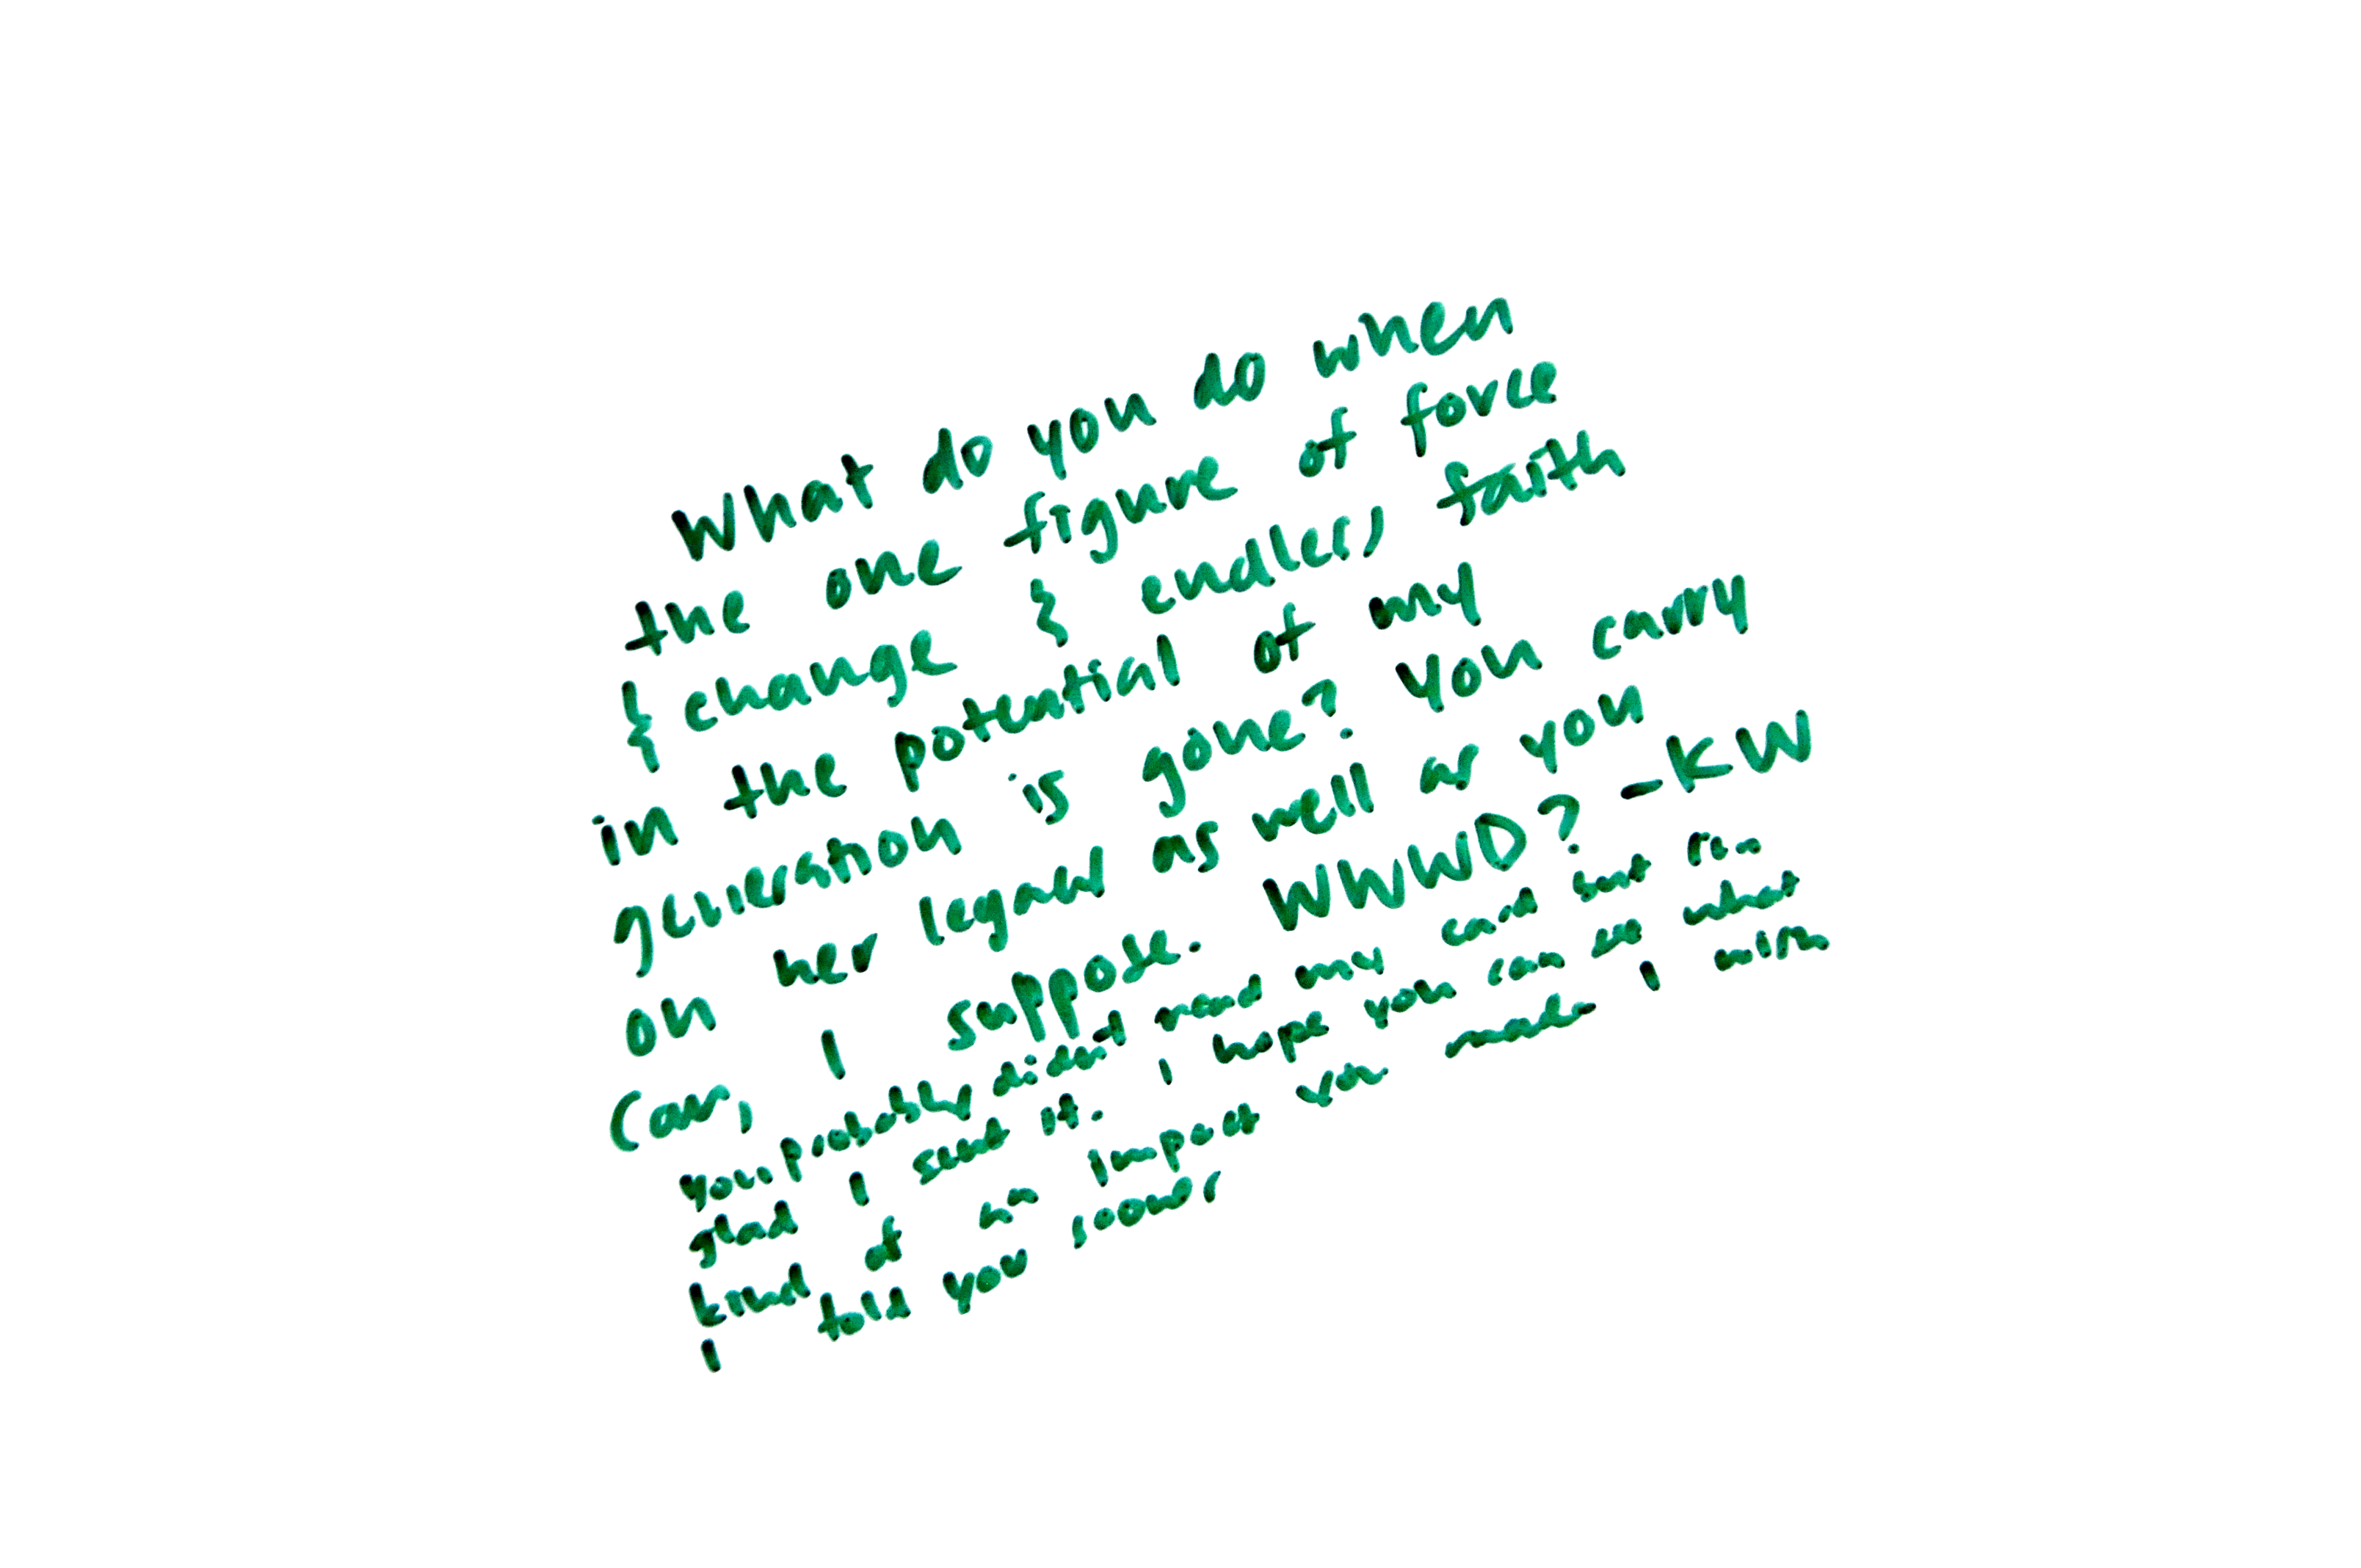 What do you do when
the one figure of force
& change & endless faith
in the potential of my
generation is gone? You carry
on her legacy as well as you
can, I suppose. WWWD? -KW
you probably didnt read my card but I'm
glad I sent it. I hope you can see what
kind of an impact you made I wish
I told you sooner